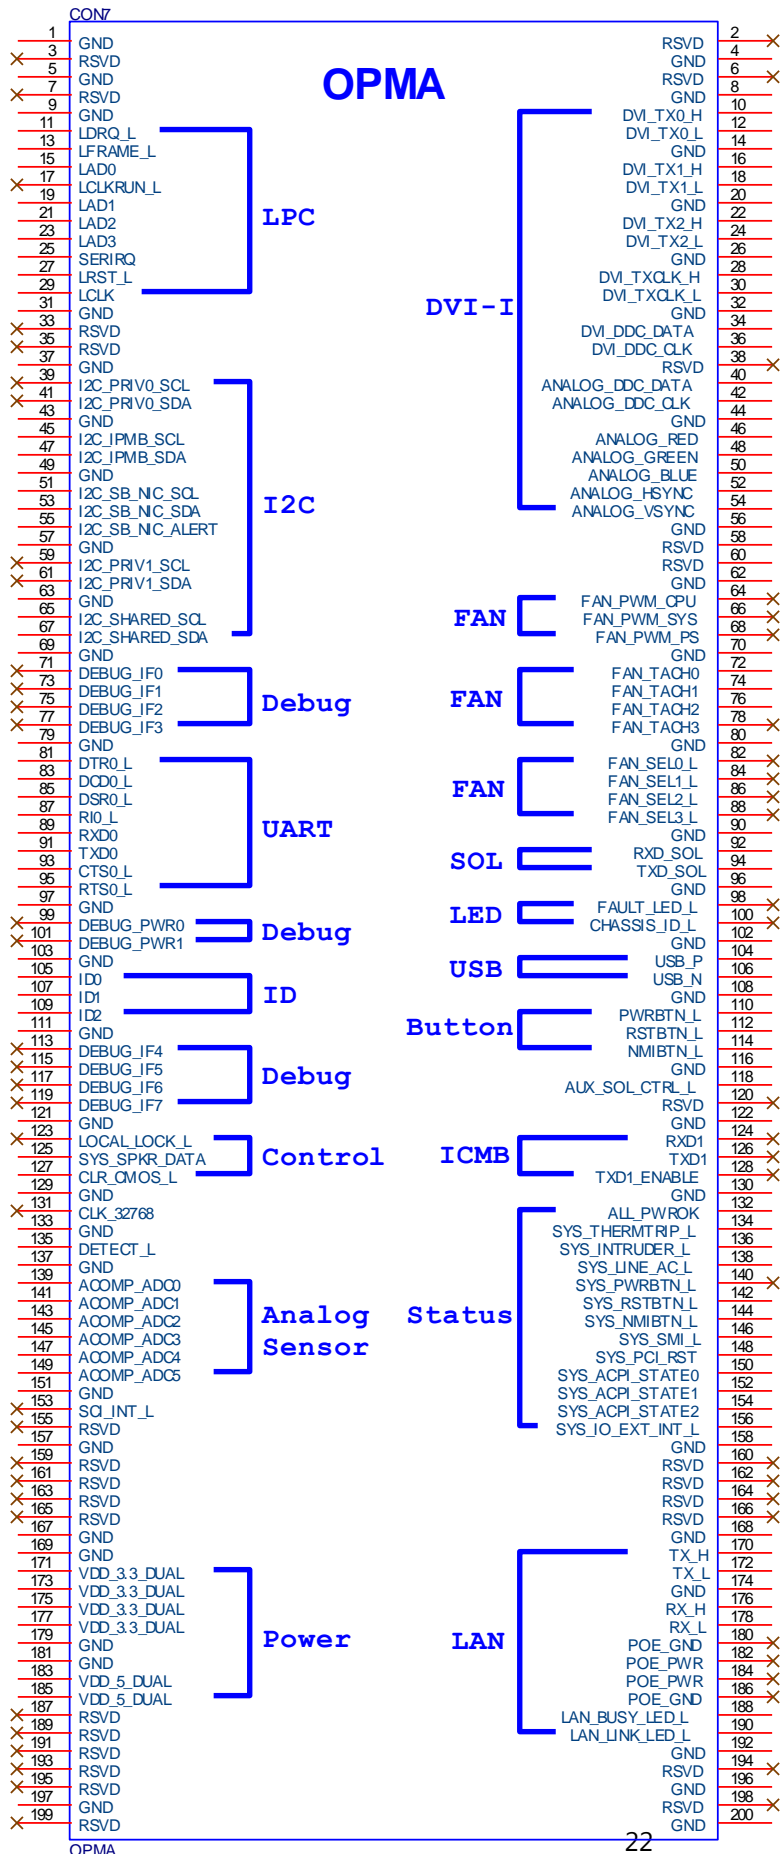 CON7
OPMA
1 GND RSVD 2
3 RSVD GND 4
5 GND RSVD 6
7 RSVD GND 8
9 GND DVI_TX0_H 10
11 LDRQ_L DVI_TX0_L 12
13 LFRAME_L GND 14
15 LAD0 DVI_TX1_H 16
17 LCLKRUN_L DVI_TX1_L 18
19 LAD1 GND 20
LPC
21 LAD2 DVI_TX2_H 22
23 LAD3 DVI_TX2_L 24
25 SERIRQ GND 26
27 LRST_L DVI_TXCLK_H 28
29 LCLK DVI_TXCLK_L 30
DVI-I
31 GND GND 32
33 RSVD DVI_DDC_DATA 34
35 RSVD DVI_DDC_CLK 36
37 GND RSVD 38
39 I2C_PRIV0_SCL ANALOG_DDC_DATA 40
41 I2C_PRIV0_SDA ANALOG_DDC_CLK 42
43 GND GND 44
45 I2C_IPMB_SCL ANALOG_RED 46
47 I2C_IPMB_SDA ANALOG_GREEN 48
49 GND ANALOG_BLUE 50
51 I2C_SB_NIC_SCL ANALOG_HSYNC 52
I2C
53 I2C_SB_NIC_SDA ANALOG_VSYNC 54
55 I2C_SB_NIC_ALERT GND 56
57 GND RSVD 58
59 I2C_PRIV1_SCL RSVD 60
61 I2C_PRIV1_SDA GND 62
63 GND FAN_PWM_CPU 64
65 I2C_SHARED_SCL FAN FAN_PWM_SYS 66
67 I2C_SHARED_SDA FAN_PWM_PS 68
69 GND GND 70
71 DEBUG_IF0 FAN_TACH0 72
73 DEBUG_IF1 FAN_TACH1 74
Debug FAN
75 DEBUG_IF2 FAN_TACH2 76
77 DEBUG_IF3 FAN_TACH3 78
79 GND GND 80
81 DTR0_L FAN_SEL0_L 82
83 DCD0_L FAN_SEL1_L 84
FAN
85 DSR0_L FAN_SEL2_L 86
87 RI0_L FAN_SEL3_L 88
UART
89 RXD0 GND 90
91 TXD0 RXD_SOL 92
SOL
93 CTS0_L TXD_SOL 94
95 RTS0_L GND 96
97 GND FAULT_LED_L 98
LED
99 DEBUG_PWR0 CHASSIS_ID_L 100
Debug
101 DEBUG_PWR1 GND 102
103 GND USB_P 104
USB
105 ID0 USB_N 106
107 ID1 ID GND 108
109 ID2 PWRBTN_L 110
111 GND Button RSTBTN_L 112
113 DEBUG_IF4 NMIBTN_L 114
115 DEBUG_IF5 GND 116
Debug
117 DEBUG_IF6 AUX_SOL_CTRL_L 118
119 DEBUG_IF7 RSVD 120
121 GND GND 122
123 LOCAL_LOCK_L RXD1 124
125 SYS_SPKR_DATA Control ICMB TXD1 126
127 CLR_CMOS_L TXD1_ENABLE 128
129 GND GND 130
131 CLK_32768 ALL_PWROK 132
133 GND SYS_THERMTRIP_L 134
135 DETECT_L SYS_INTRUDER_L 136
137 GND SYS_LINE_AC_L 138
139 ACOMP_ADC0 SYS_PWRBTN_L 140
141 ACOMP_ADC1 SYS_RSTBTN_L 142
Analog Status
143 ACOMP_ADC2 SYS_NMIBTN_L 144
145 ACOMP_ADC3 SYS_SMI_L 146
Sensor
147 ACOMP_ADC4 SYS_PCI_RST 148
149 ACOMP_ADC5 SYS_ACPI_STATE0 150
151 GND SYS_ACPI_STATE1 152
153 SCI_INT_L SYS_ACPI_STATE2 154
155 RSVD SYS_IO_EXT_INT_L 156
157 GND GND 158
159 RSVD RSVD 160
161 RSVD RSVD 162
163 RSVD RSVD 164
165 RSVD RSVD 166
167 GND GND 168
169 GND TX_H 170
171 VDD_3.3_DUAL TX_L 172
173 VDD_3.3_DUAL GND 174
175 VDD_3.3_DUAL RX_H 176
177 VDD_3.3_DUAL RX_L 178
Power LAN
179 GND POE_GND 180
181 GND POE_PWR 182
183 VDD_5_DUAL POE_PWR 184
185 VDD_5_DUAL POE_GND 186
187 RSVD LAN_BUSY_LED_L 188
189 RSVD LAN_LINK_LED_L 190
191 RSVD GND 192
193 RSVD RSVD 194
195 RSVD GND 196
197 GND RSVD 198
199 RSVD GND 200
22
OPMA